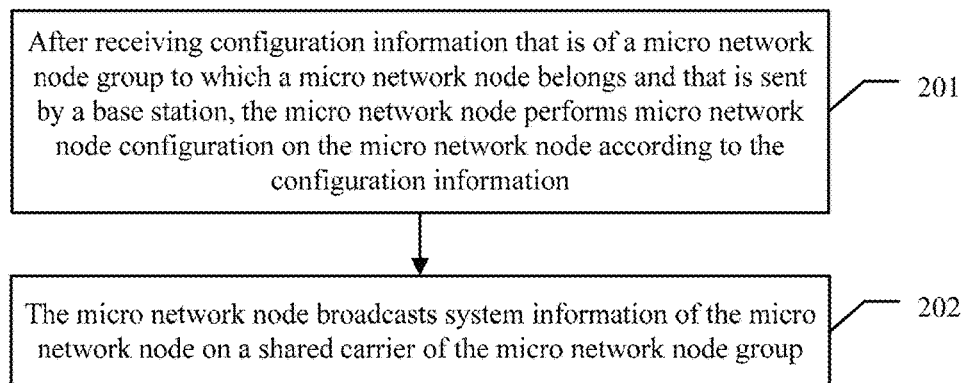 After receiving configuration information that is of a micro network
node group to which a micro network node belongs and that is sent
by a base station, the micro network node performs micro network
node configuration on the micro network node according to the
configuration information
201
The micro network node broadcasts system information of the micro
network node on a shared carrier of the micro network node group
202